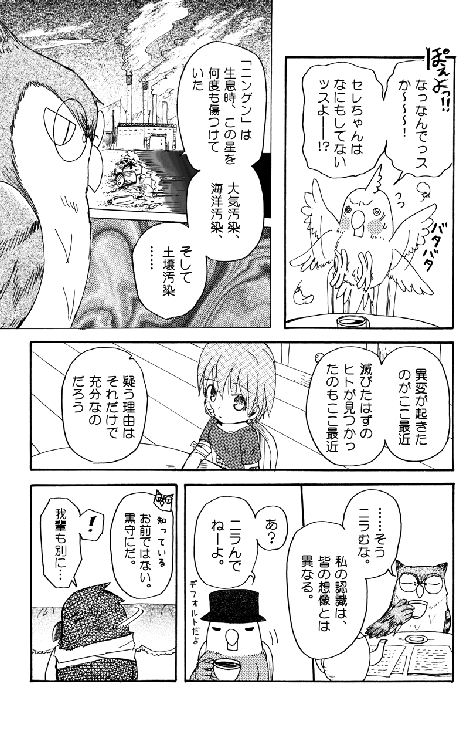 ぽえよっ!!
なっなんでっス
か~~~!
セレちゃんは
なにもしてない
ッスよー!?
バタバタ
「ニンゲン」は
生息時、この星を
何度も傷つけて
いた
大気汚染、
海洋汚染、
そして
土壌汚染
……
異変が起きた
のがここ最近
滅びたはずの
ヒトが見つかっ
たのもここ最近
疑う理由は
それだけで
充分なの
だろう
……そう
ニラむな。
私の認識は、
皆の想像とは
異なる。
あ?
ニラんで
ねーよ。
デフォルトだよ
知っている
お前ではない。
黒守にだ。
!
我輩も別に…